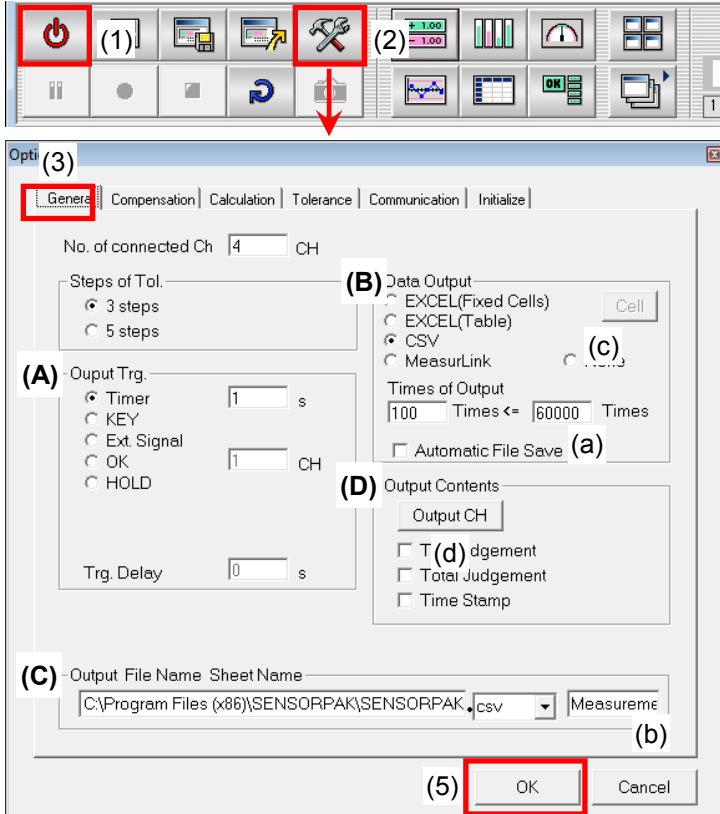 (1) (2)
+ 1.00
- 1.00
OK
1
(3)
General Compensation Calculation Tolerance Communication Initialize
No. of connected Ch 4 CH
Steps of Tol.
3 steps
5 steps
(A) Ouput Trg.
Timer 1 s
KEY
Ext. Signal
OK 1 CH
HOLD
Trg. Delay 0 s
(B) Data Output
EXCEL(Fixed Cells) Cell
EXCEL(Table)
CSV (c)
MeasurLink
Times of Output
100 Times <= 60000 Times
Automatic File Save (a)
(D) Output Contents
Output CH
(d)
Total Judgement
Time Stamp
(C) Output File Name Sheet Name
C:\Program Files (x86)\SENSORPAK\SENSORPAK . csv Measureme
(b)
(5) OK Cancel